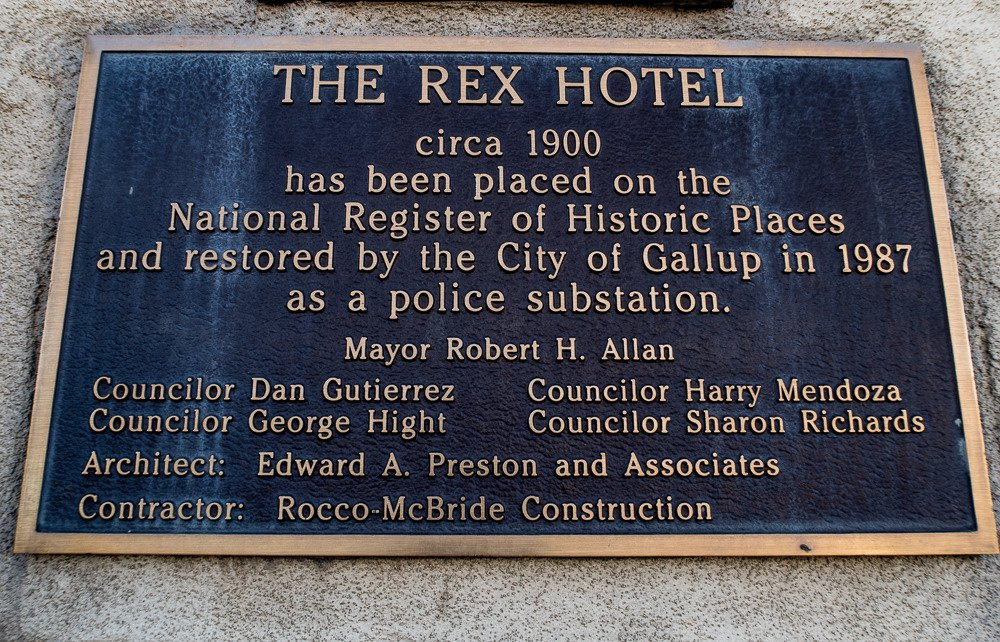 THE REX HOTEL
circa 1900
has been placed on the
National Register of Historic Places
and restored by the City of Gallup in 1987
as a police substation.
Mayor Robert H. Allan
Councilor Dan Gutierrez Councilor Harry Mendoza
Councilor George Hight Councilor Sharon Richards
Architect: Edward A. Preston and Associates
Contractor: Rocco-McBride Construction